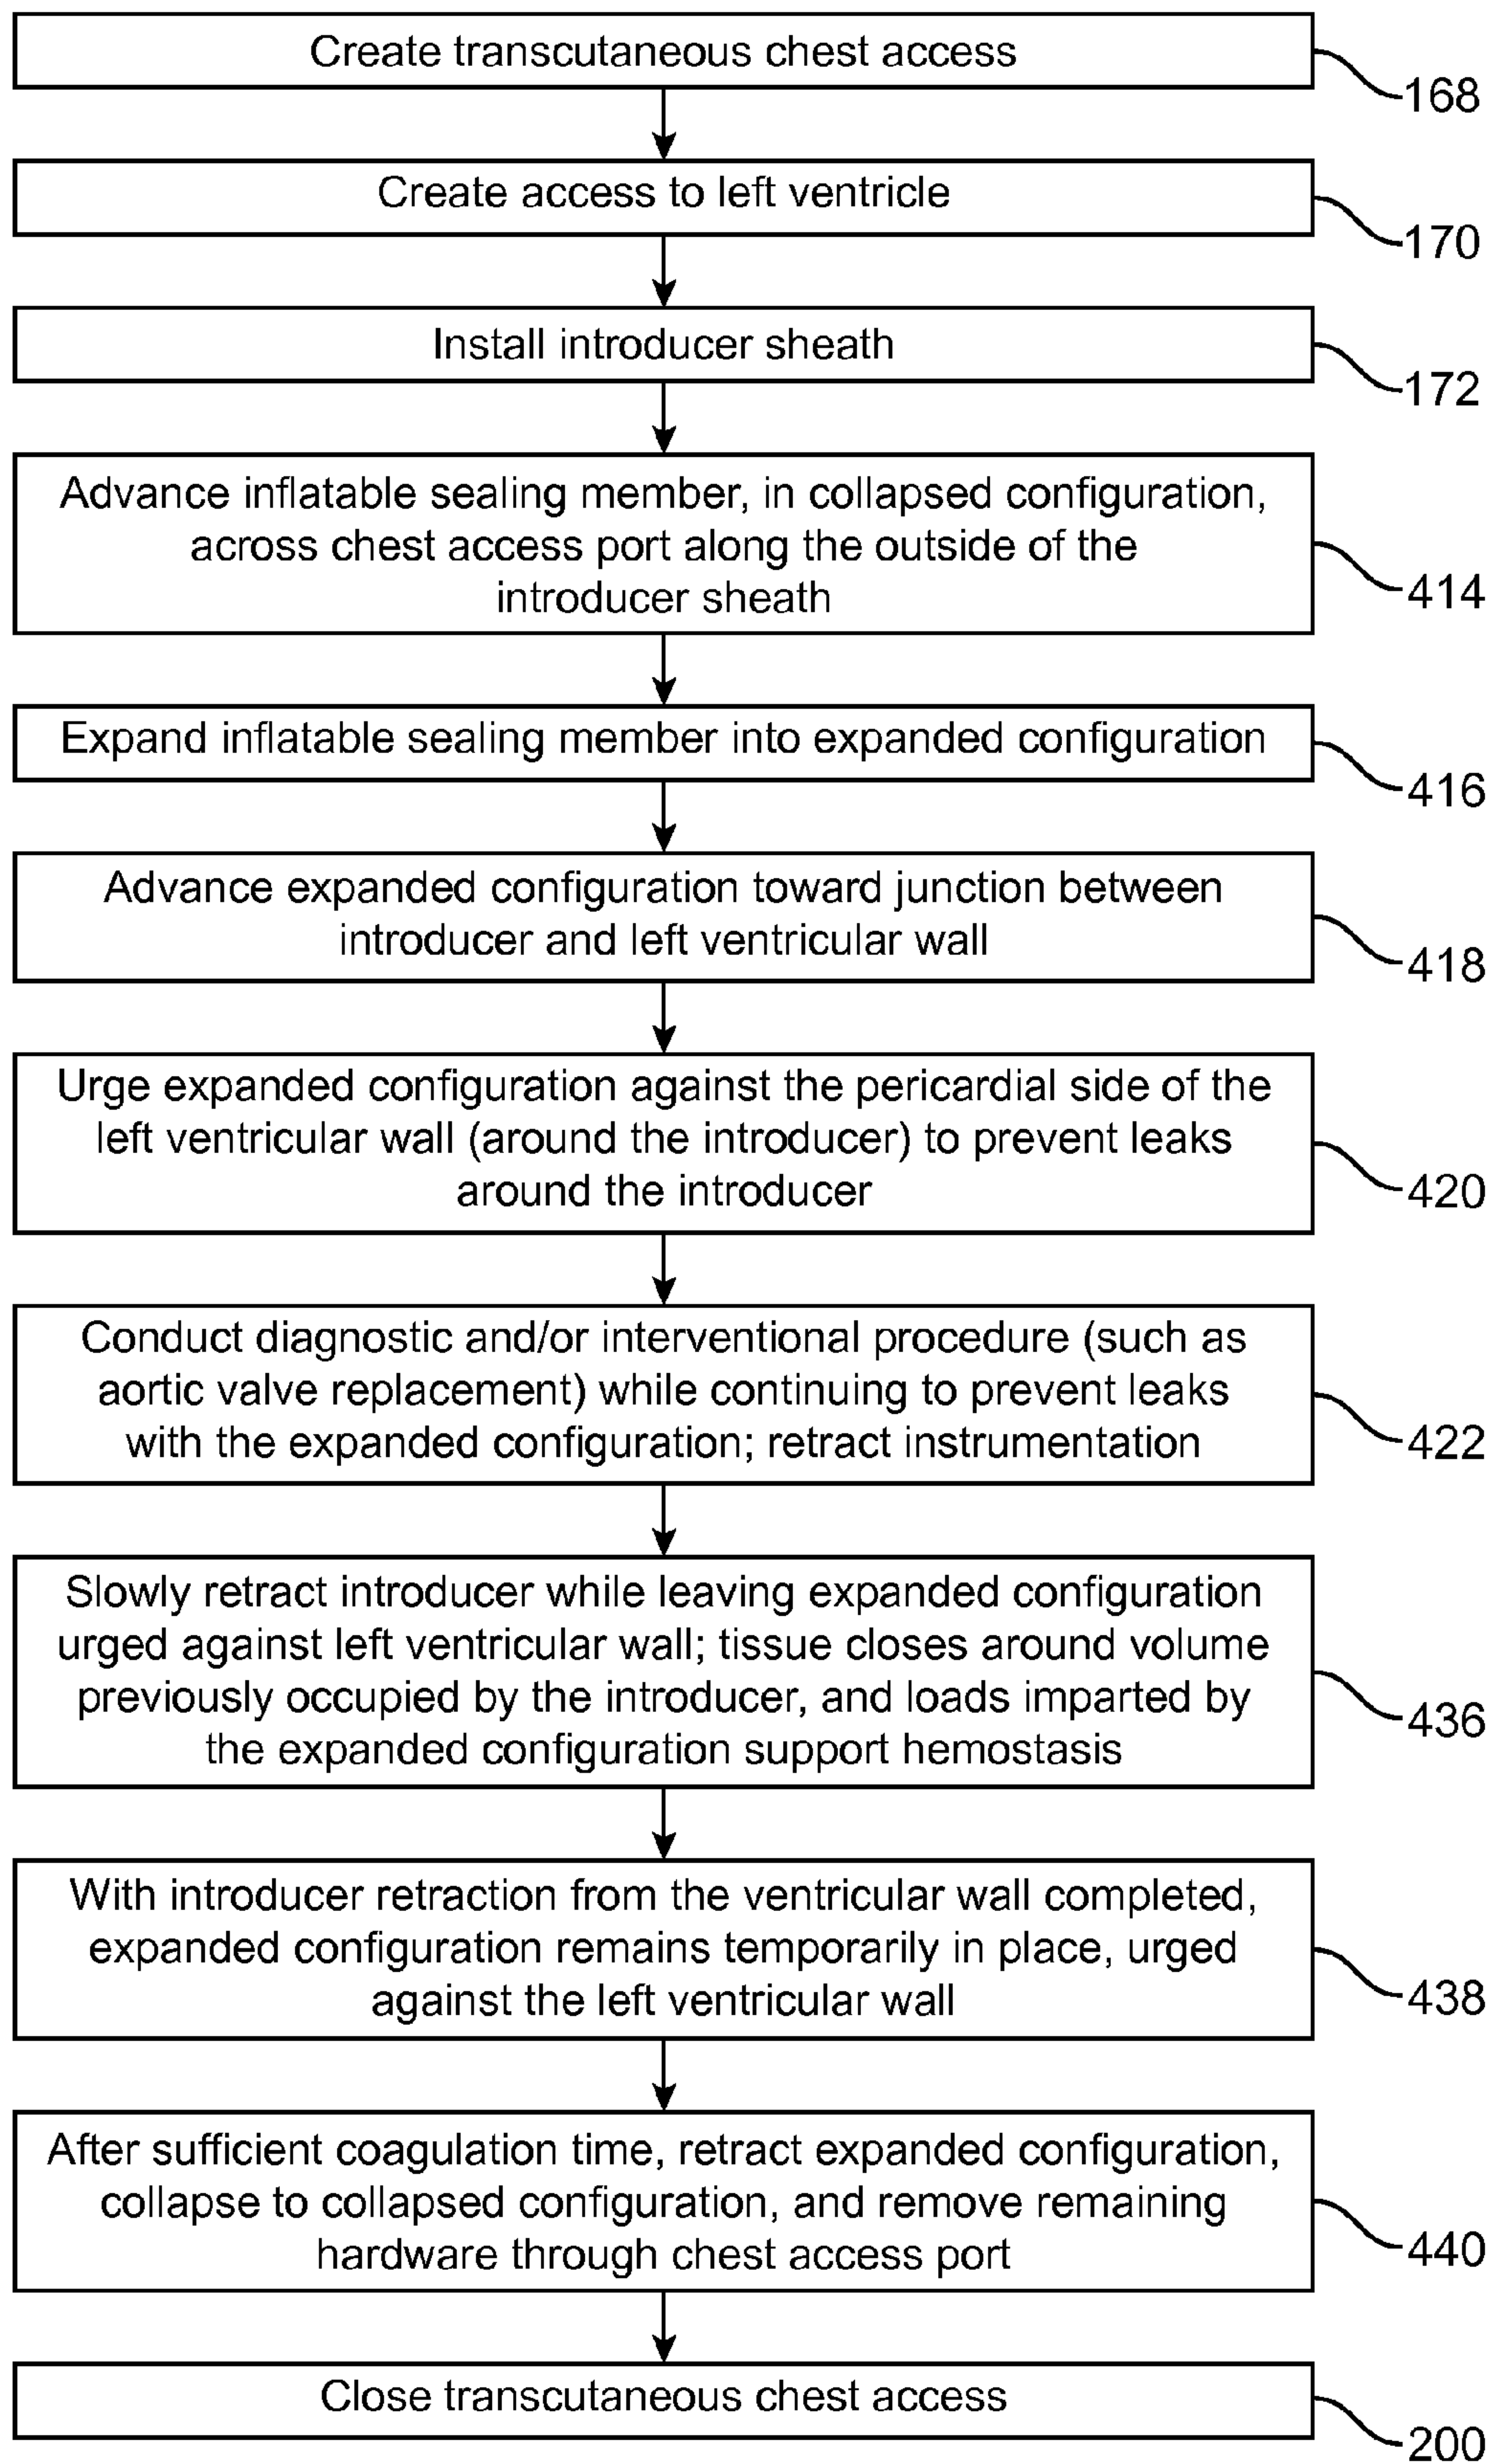 Create transcutaneous chest access
168
Create access to left ventricle
170
Install introducer sheath
172
Advance inflatable sealing member, in collapsed configuration,
across chest access port along the outside of the
introducer sheath
414
Expand inflatable sealing member into expanded configuration
416
Advance expanded configuration toward junction between
introducer and left ventricular wall
418
Urge expanded configuration against the pericardial side of the
left ventricular wall (around the introducer) to prevent leaks
around the introducer
420
Conduct diagnostic and/or interventional procedure (such as
aortic valve replacement) while continuing to prevent leaks
with the expanded configuration; retract instrumentation
422
Slowly retract introducer while leaving expanded configuration
urged against left ventricular wall; tissue closes around volume
previously occupied by the introducer, and loads imparted by
the expanded configuration support hemostasis
436
With introducer retraction from the ventricular wall completed,
expanded configuration remains temporarily in place, urged
against the left ventricular wall
438
After sufficient coagulation time, retract expanded configuration,
collapse to collapsed configuration, and remove remaining
hardware through chest access port
440
Close transcutaneous chest access
200